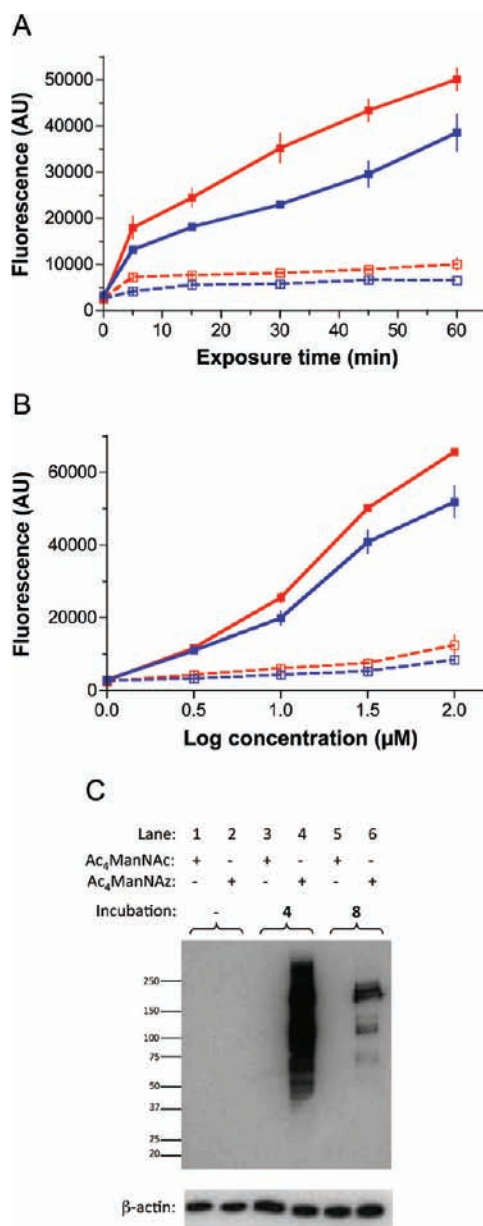 A
Fluorescence (AU)
50000
40000
30000
20000
10000
0
0 10 20 30 40 50 60
Exposure time (min)
B
Fluorescence (AU)
60000
40000
20000
0
0.0 0.5 1.0 1.5 2.0
Log concentration (µM)
C
Lane: 1 2 3 4 5 6
Ac₄ManNAc: + - + - + -
Ac₄ManNAz: - + - + - +
Incubation: - 4 8
250
150
100
75
50
37
25
20
β-actin: